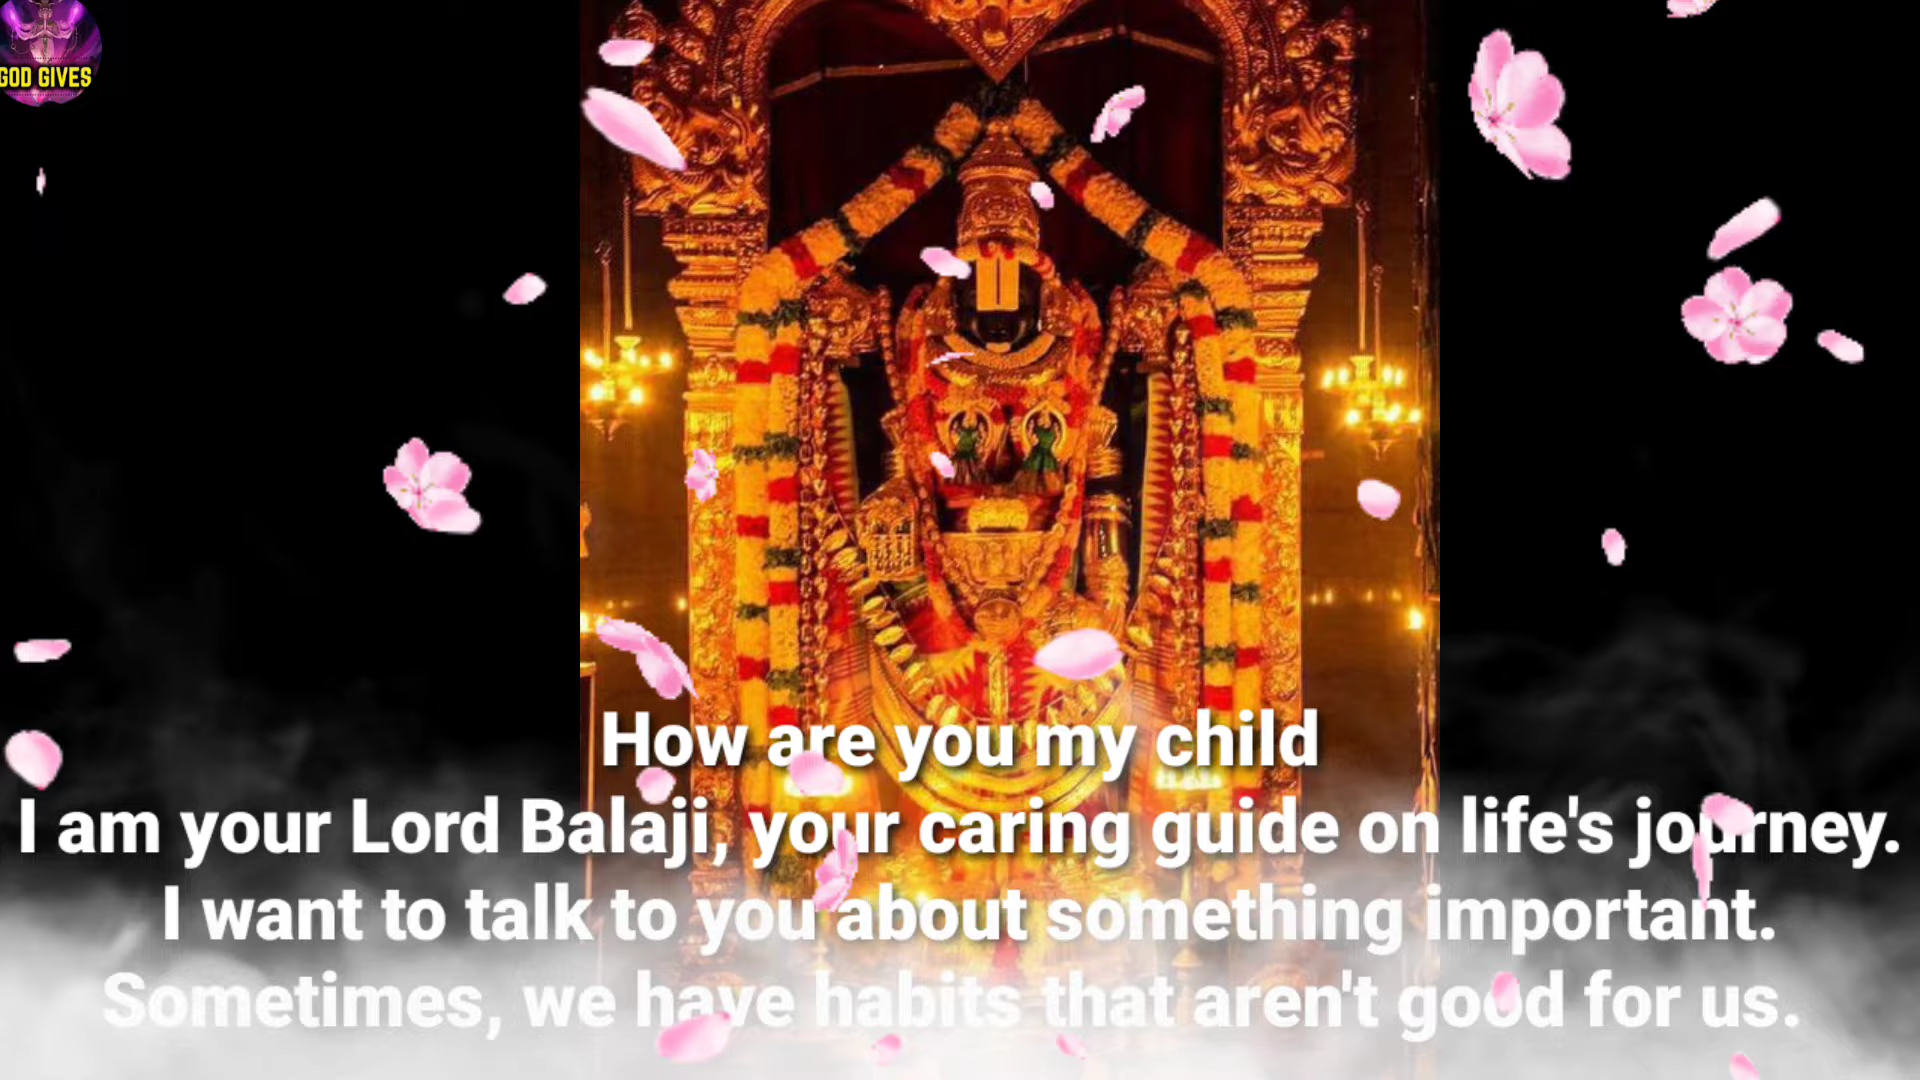 GOD GIVES
How are you my child
I am your Lord Balaji, your caring guide on life's journey.
I want to talk to you about something important.
Sometimes, we have habits that aren't good for us.